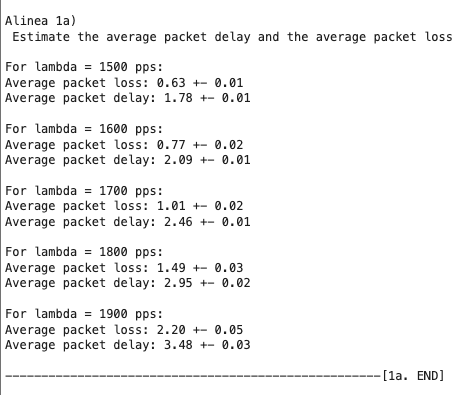 Alinea 1a)
Estimate the average packet delay and the average packet loss
For lambda = 1500 pps:
Average packet loss: 0.63 +- 0.01
Average packet delay: 1.78 +- 0.01
For lambda = 1600 pps:
Average packet loss: 0.77 +- 0.02
Average packet delay: 2.09 +- 0.01
For lambda = 1700 pps:
Average packet loss: 1.01 +- 0.02
Average packet delay: 2.46 +- 0.01
For lambda = 1800 pps:
Average packet loss: 1.49 +- 0.03
Average packet delay: 2.95 +- 0.02
For lambda = 1900 pps:
Average packet loss: 2.20 +- 0.05
Average packet delay: 3.48 +- 0.03
----------------------------------------------------[1a. END]